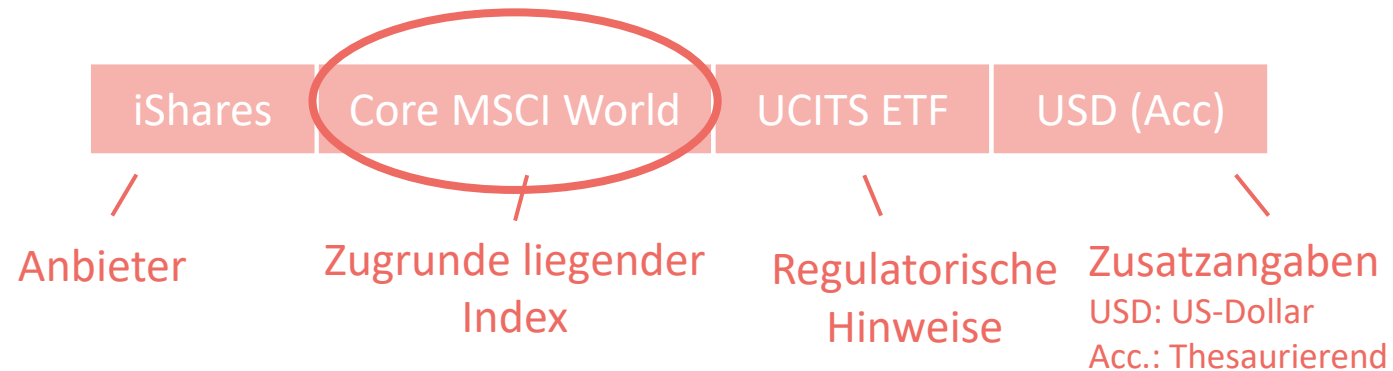 iShares Core MSCI World UCITS ETF USD (Acc)
Anbieter
Zugrunde liegender
Index
Regulatorische
Hinweise
Zusatzangaben
USD: US-Dollar
Acc.: Thesaurierend